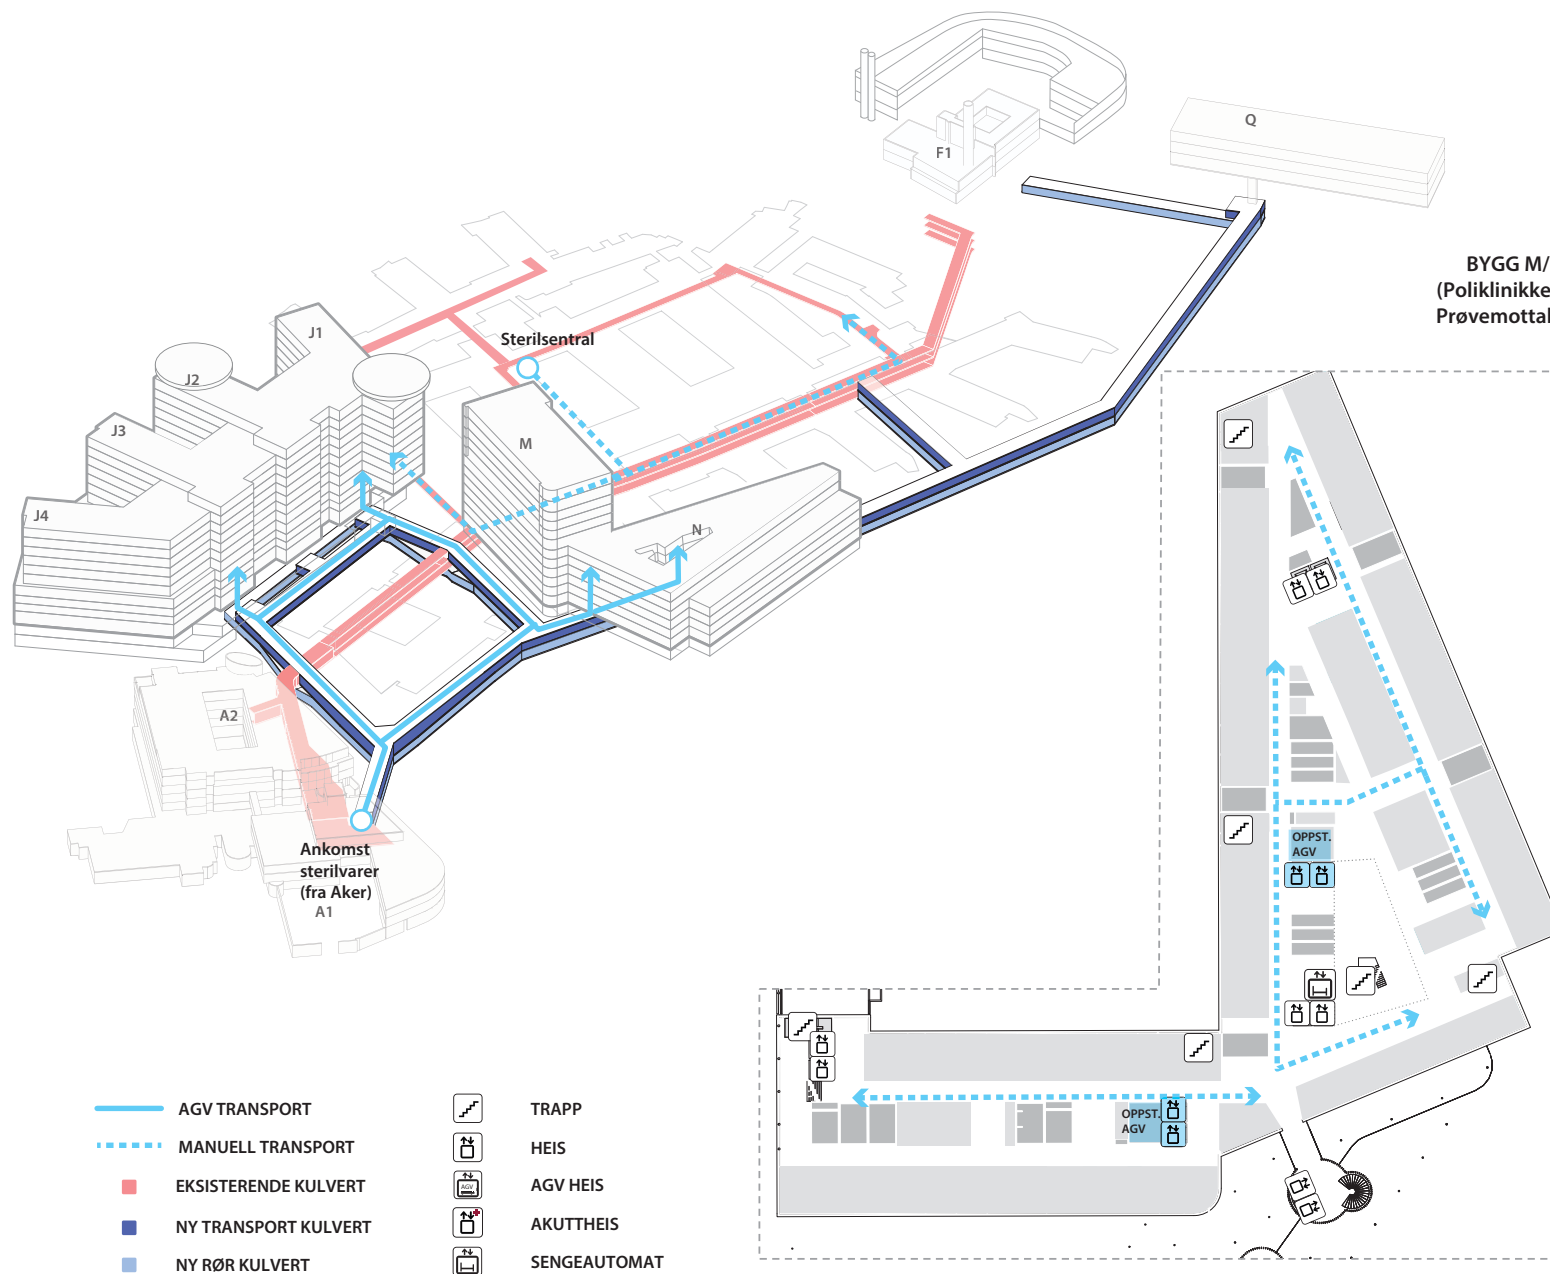 Q
F1
BYGG M/
(Poliklinikke
Prøvemottal
J1
Sterilsentral
J2
J3
M
J4
N
A2
Ankomst
sterilvarer
(fra Aker)
A1
OPPST.
AGV
OPPST.
AGV
AGV TRANSPORT
MANUELL TRANSPORT
EKSISTERENDE KULVERT
NY TRANSPORT KULVERT
NY RØR KULVERT
TRAPP
HEIS
AGV
AGV HEIS
AKUTTHEIS
SENGEAUTOMAT